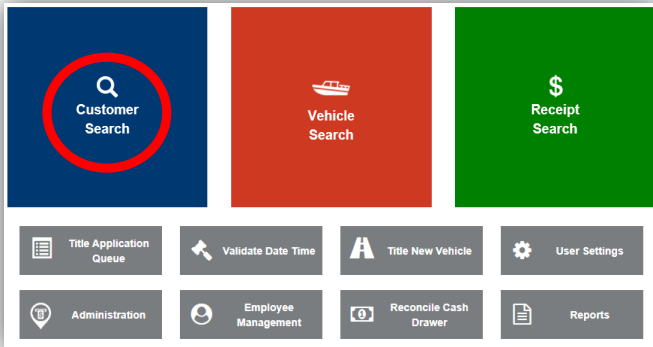 Customer
Search
Vehicle
Search
$
Receipt
Search
Title Application
Queue
Validate Date Time
Title New Vehicle
User Settings
Administration
Employee
Management
Reconcile Cash
Drawer
Reports